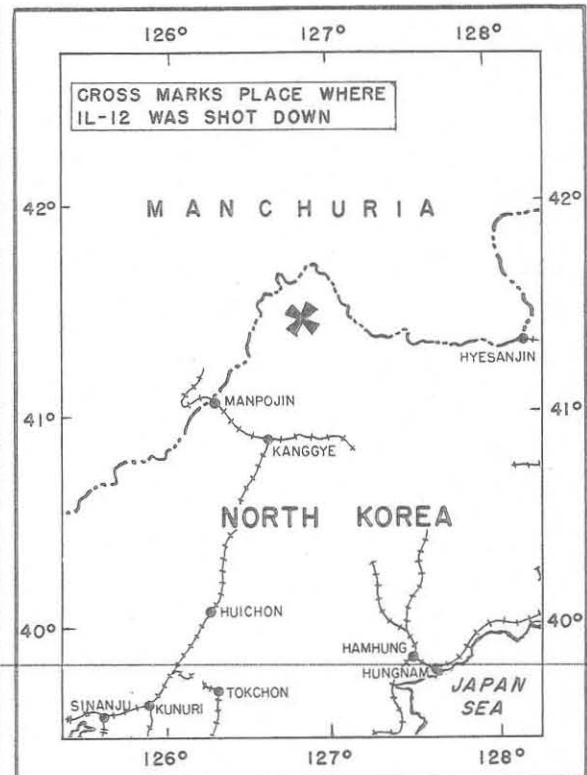 126° 127° 128°
CROSS MARKS PLACE WHERE
IL-12 WAS SHOT DOWN
42° 42°
MANCHURIA
HYESANJIN
41° MANPOJIN 41°
KANGGYE
NORTH KOREA
HUICHON
40° 40°
HAMHUNG
HUNGNAM
TOKCHON
SINANJU KUNURI
JAPAN
SEA
126° 127° 128°